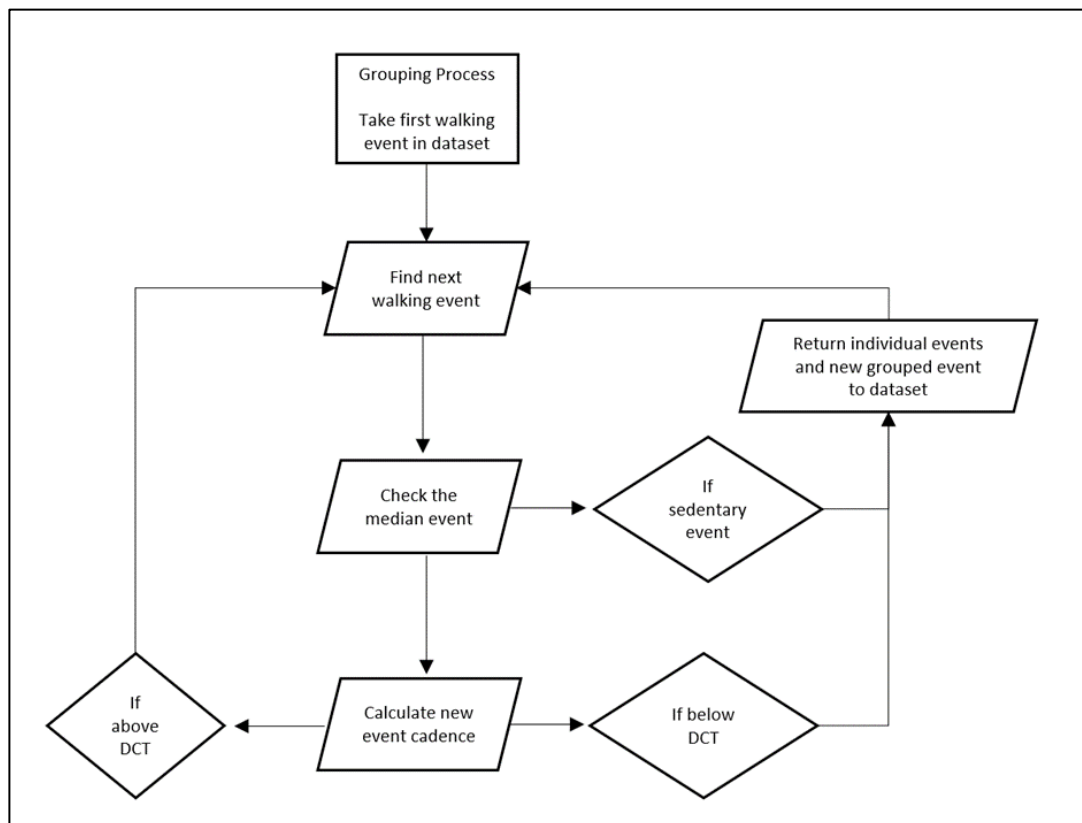 Grouping Process
Take first walking
event in dataset
Find next
walking event
Return individual events
and new grouped event
to dataset
Check the
median event
If
sedentary
event
If
above
DCT
Calculate new
event cadence
If below
DCT